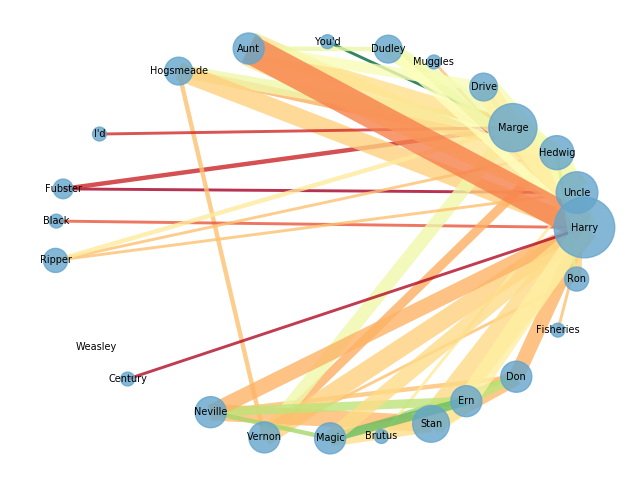 You'd
Aunt
Dudley
Muggles
Hogsmeade
Drive
Marge
I'd
Hedwig
Fubster
Uncle
Black
Harry
Ripper
Ron
Fisheries
Weasley
Century
Don
Ern
Neville
Stan
Vernon
Magic
Brutus